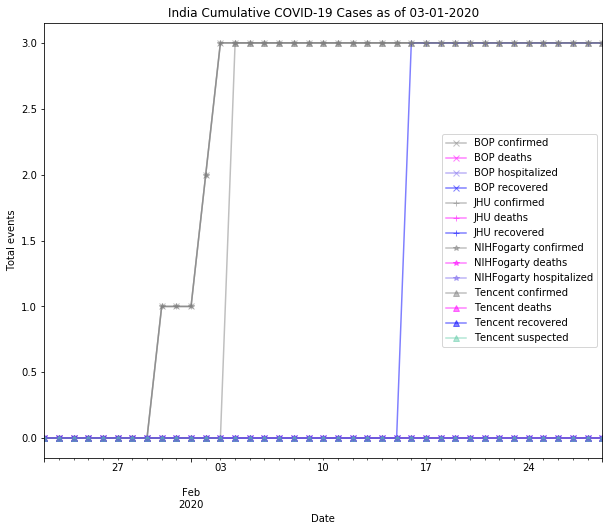 India Cumulative COVID-19 Cases as of 03-01-2020
3.0
2.5
2.0
1.5
1.0
0.5
0.0
Total events
BOP confirmed
BOP deaths
BOP hospitalized
BOP recovered
JHU confirmed
JHU deaths
JHU recovered
NIHFogarty confirmed
NIHFogarty deaths
NIHFogarty hospitalized
Tencent confirmed
Tencent deaths
Tencent recovered
Tencent suspected
27 03 10 17 24
Feb
2020
Date